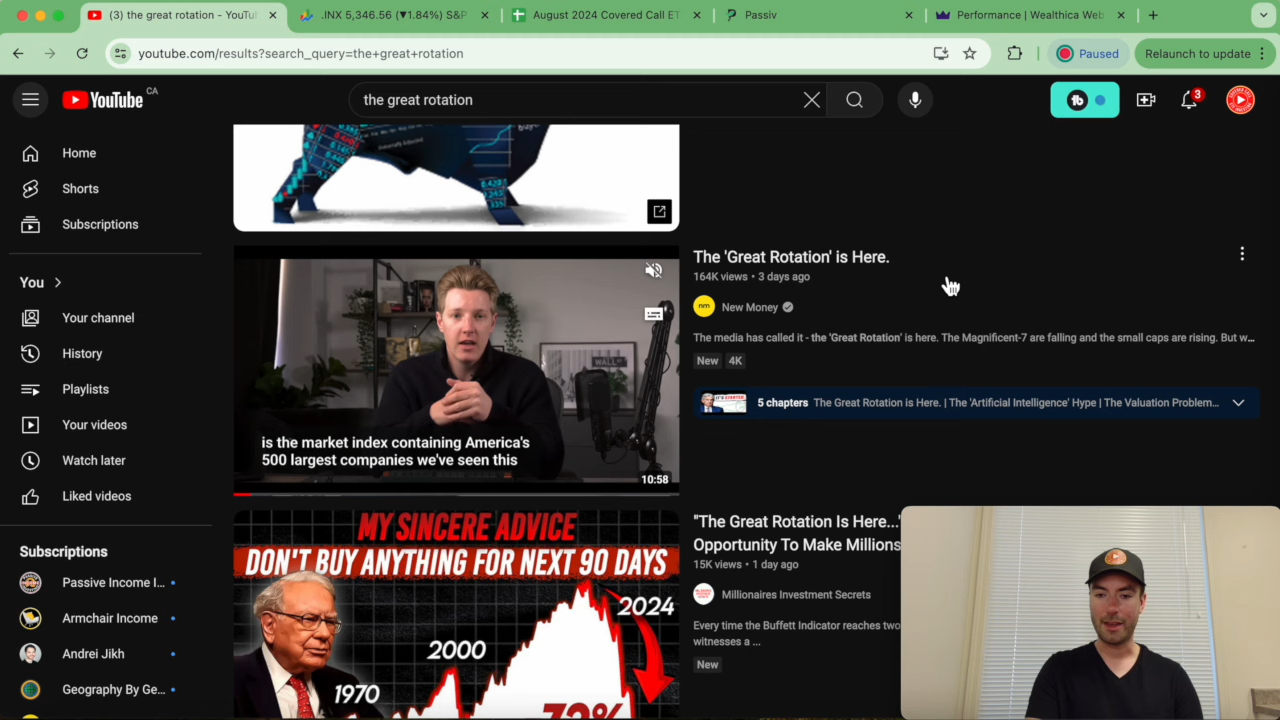 (3) the great rotation - YouTu
.INX 5,346.56 (▼1.84%) S&P
August 2024 Covered Call ET
Passiv
Performance | Wealthica Web
youtube.com/results?search_query=the+great+rotation
Paused
Relaunch to update
YouTube
CA
the great rotation
tb
3
Home
Shorts
Subscriptions
You
Your channel
History
Playlists
Your videos
Watch later
Liked videos
Subscriptions
Passive Income I...
Armchair Income
Andrei Jikh
Geography By Ge...
is the market index containing America's
500 largest companies we've seen this
10:58
The 'Great Rotation' is Here.
164K views • 3 days ago
nm
New Money
The media has called it - the 'Great Rotation' is here. The Magnificent-7 are falling and the small caps are rising. But w...
New
4K
5 chapters The Great Rotation is Here. | The 'Artificial Intelligence' Hype | The Valuation Problem...
MY SINCERE ADVICE
DON'T BUY ANYTHING FOR NEXT 90 DAYS
2024
2000
1970
"The Great Rotation Is Here...'
Opportunity To Make Millions
15K views • 1 day ago
Millionaires Investment Secrets
Every time the Buffett Indicator reaches two
witnesses a ...
New